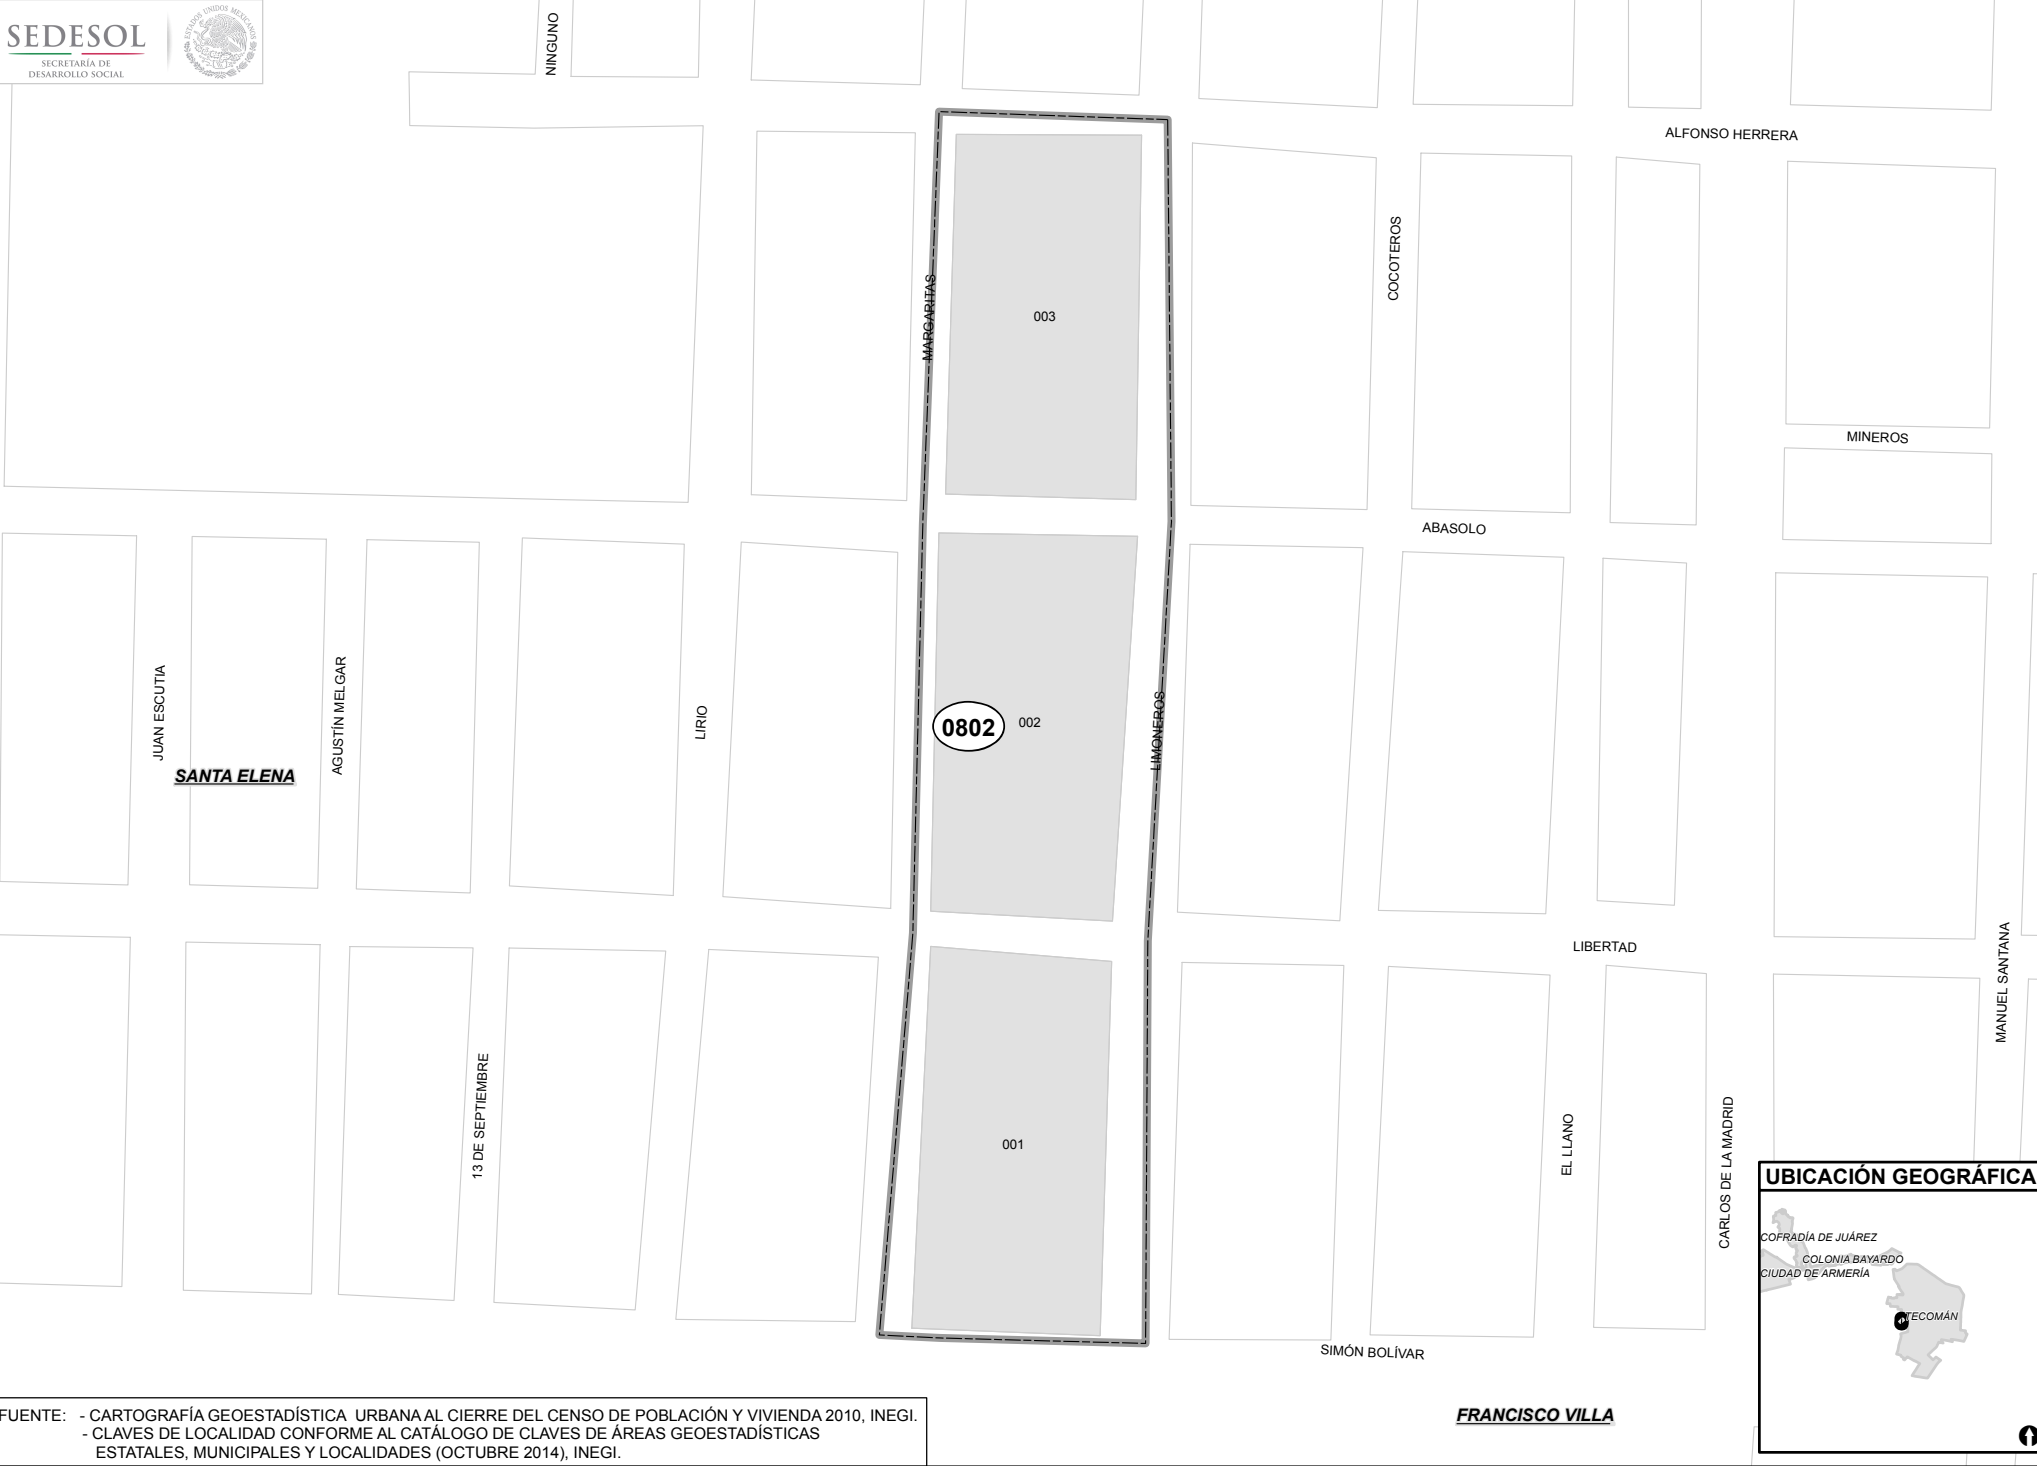 SEDESOL
SECRETARÍA DE
DESARROLLO SOCIAL
ESTADOS UNIDOS MEXICANOS
NINGUNO
ALFONSO HERRERA
MARGARITAS
COCOTEROS
003
MINEROS
ABASOLO
JUAN ESCUTIA
AGUSTÍN MELGAR
LIRIO
0802
002
LIMONEROS
SANTA ELENA
LIBERTAD
MANUEL SANTANA
13 DE SEPTIEMBRE
001
EL LLANO
CARLOS DE LA MADRID
SIMÓN BOLÍVAR
FRANCISCO VILLA
UBICACIÓN GEOGRÁFICA
COFRADÍA DE JUÁREZ
COLONIA BAYARDO
CIUDAD DE ARMERÍA
TECOMÁN
FUENTE: - CARTOGRAFÍA GEOESTADÍSTICA URBANA AL CIERRE DEL CENSO DE POBLACIÓN Y VIVIENDA 2010, INEGI.
- CLAVES DE LOCALIDAD CONFORME AL CATÁLOGO DE CLAVES DE ÁREAS GEOESTADÍSTICAS
ESTATALES, MUNICIPALES Y LOCALIDADES (OCTUBRE 2014), INEGI.